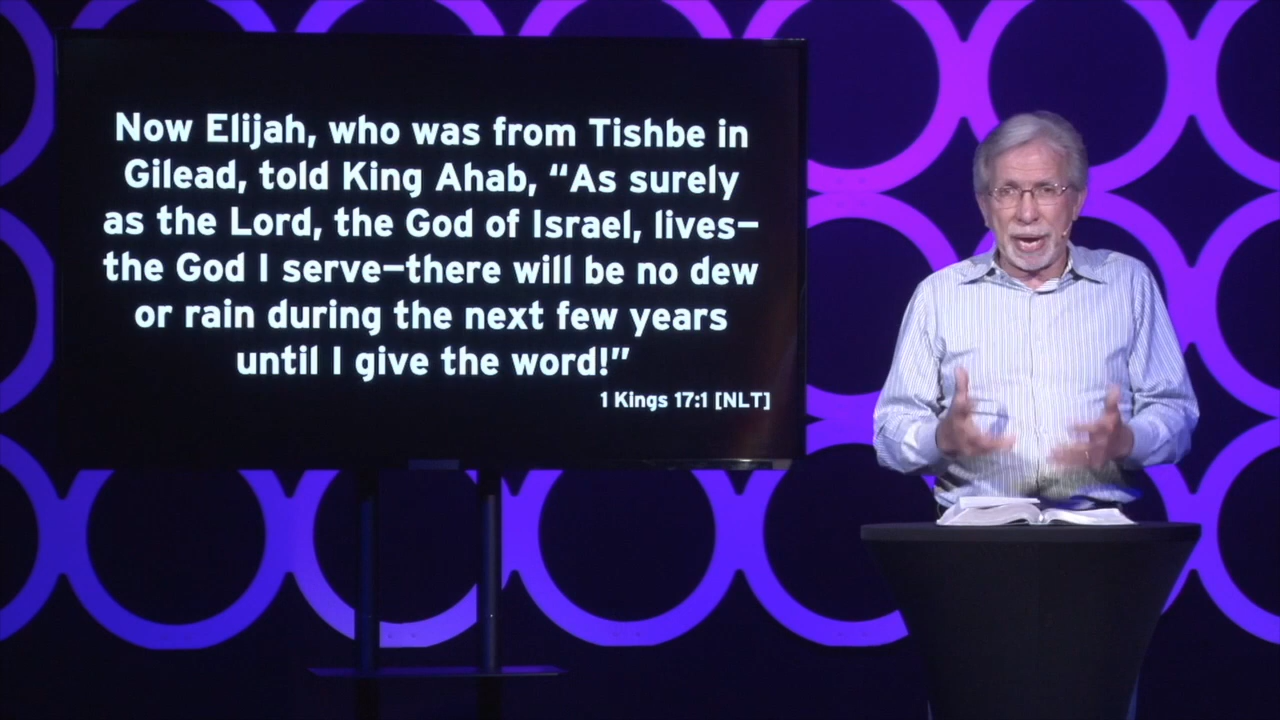 Now Elijah, who was from Tishbe in
Gilead, told King Ahab, “As surely
as the Lord, the God of Israel, lives—
the God I serve—there will be no dew
or rain during the next few years
until I give the word!”
1 Kings 17:1 [NLT]